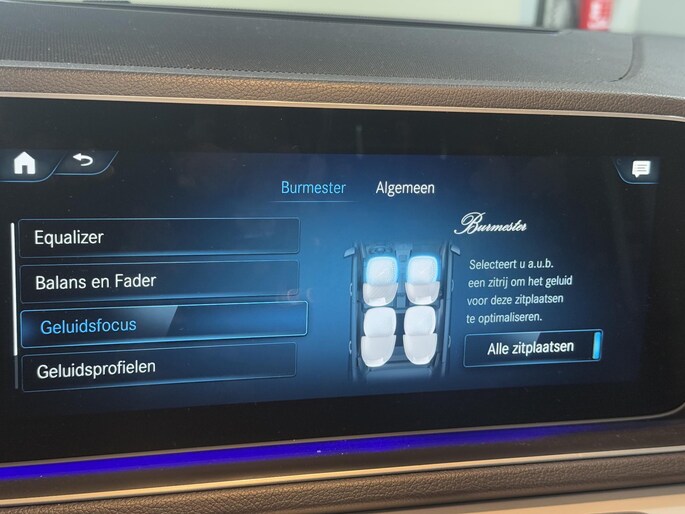 Burmester Algemeen
Equalizer
Balans en Fader
Geluidsfocus
Geluidsprofielen
Burmester
Selecteert u a.u.b.
een zitrij om het geluid
voor deze zitplaatsen
te optimaliseren.
Alle zitplaatsen